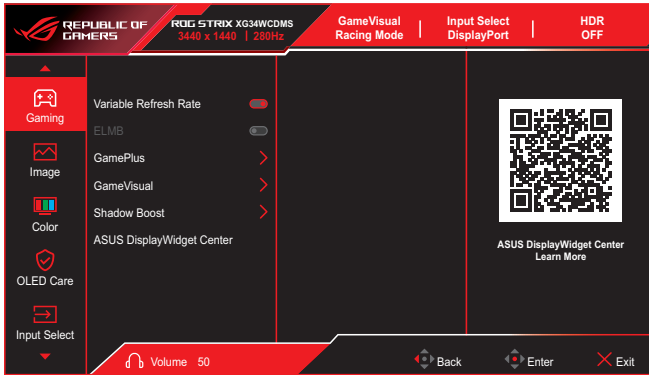 REPUBLIC OF
GAMERS
ROG STRIX XG34WCDMS
3440 x 1440 | 280Hz
GameVisual
Racing Mode
Input Select
DisplayPort
HDR
OFF
Gaming
Image
Color
OLED Care
Input Select
Variable Refresh Rate
ELMB
GamePlus
GameVisual
Shadow Boost
ASUS DisplayWidget Center
ASUS DisplayWidget Center
Learn More
Volume 50
Back
Enter
Exit